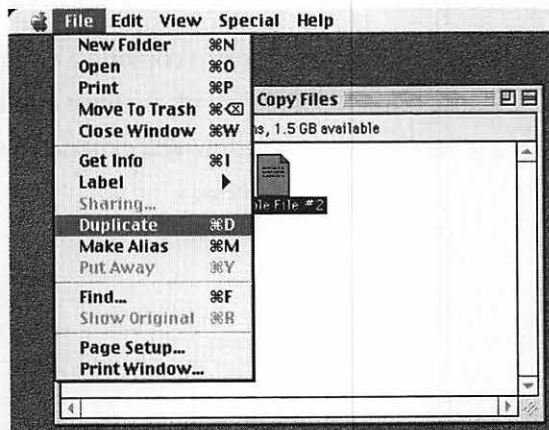 File Edit View Special Help
New Folder ⌘N
Open ⌘O
Print ⌘P
Move To Trash ⌘⌫
Close Window ⌘W
Get Info ⌘I
Label ▶
Sharing...
Duplicate ⌘D
Make Alias ⌘M
Put Away ⌘Y
Find... ⌘F
Show Original ⌘R
Page Setup...
Print Window...
Copy Files
, 1.5 GB available
File #2